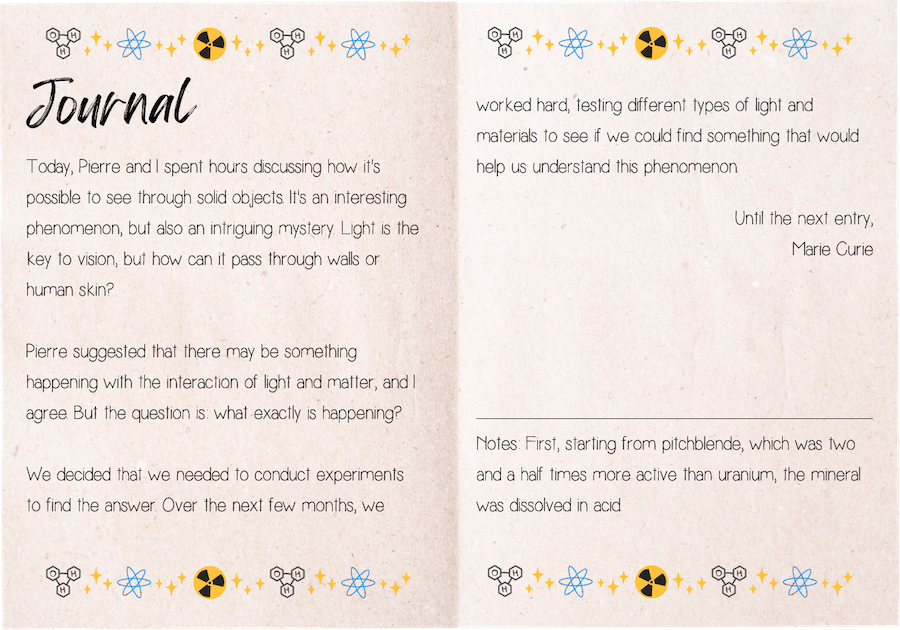 Journal
Today, Pierre and I spent hours discussing how it's
possible to see through solid objects. It's an interesting
phenomenon, but also an intriguing mystery. Light is the
key to vision, but how can it pass through walls or
human skin?
Pierre suggested that there may be something
happening with the interaction of light and matter, and I
agree. But the question is: what exactly is happening?
We decided that we needed to conduct experiments
to find the answer. Over the next few months, we
worked hard, testing different types of light and
materials to see if we could find something that would
help us understand this phenomenon.
Until the next entry,
Marie Curie
Notes: First, starting from pitchblende, which was two
and a half times more active than uranium, the mineral
was dissolved in acid.